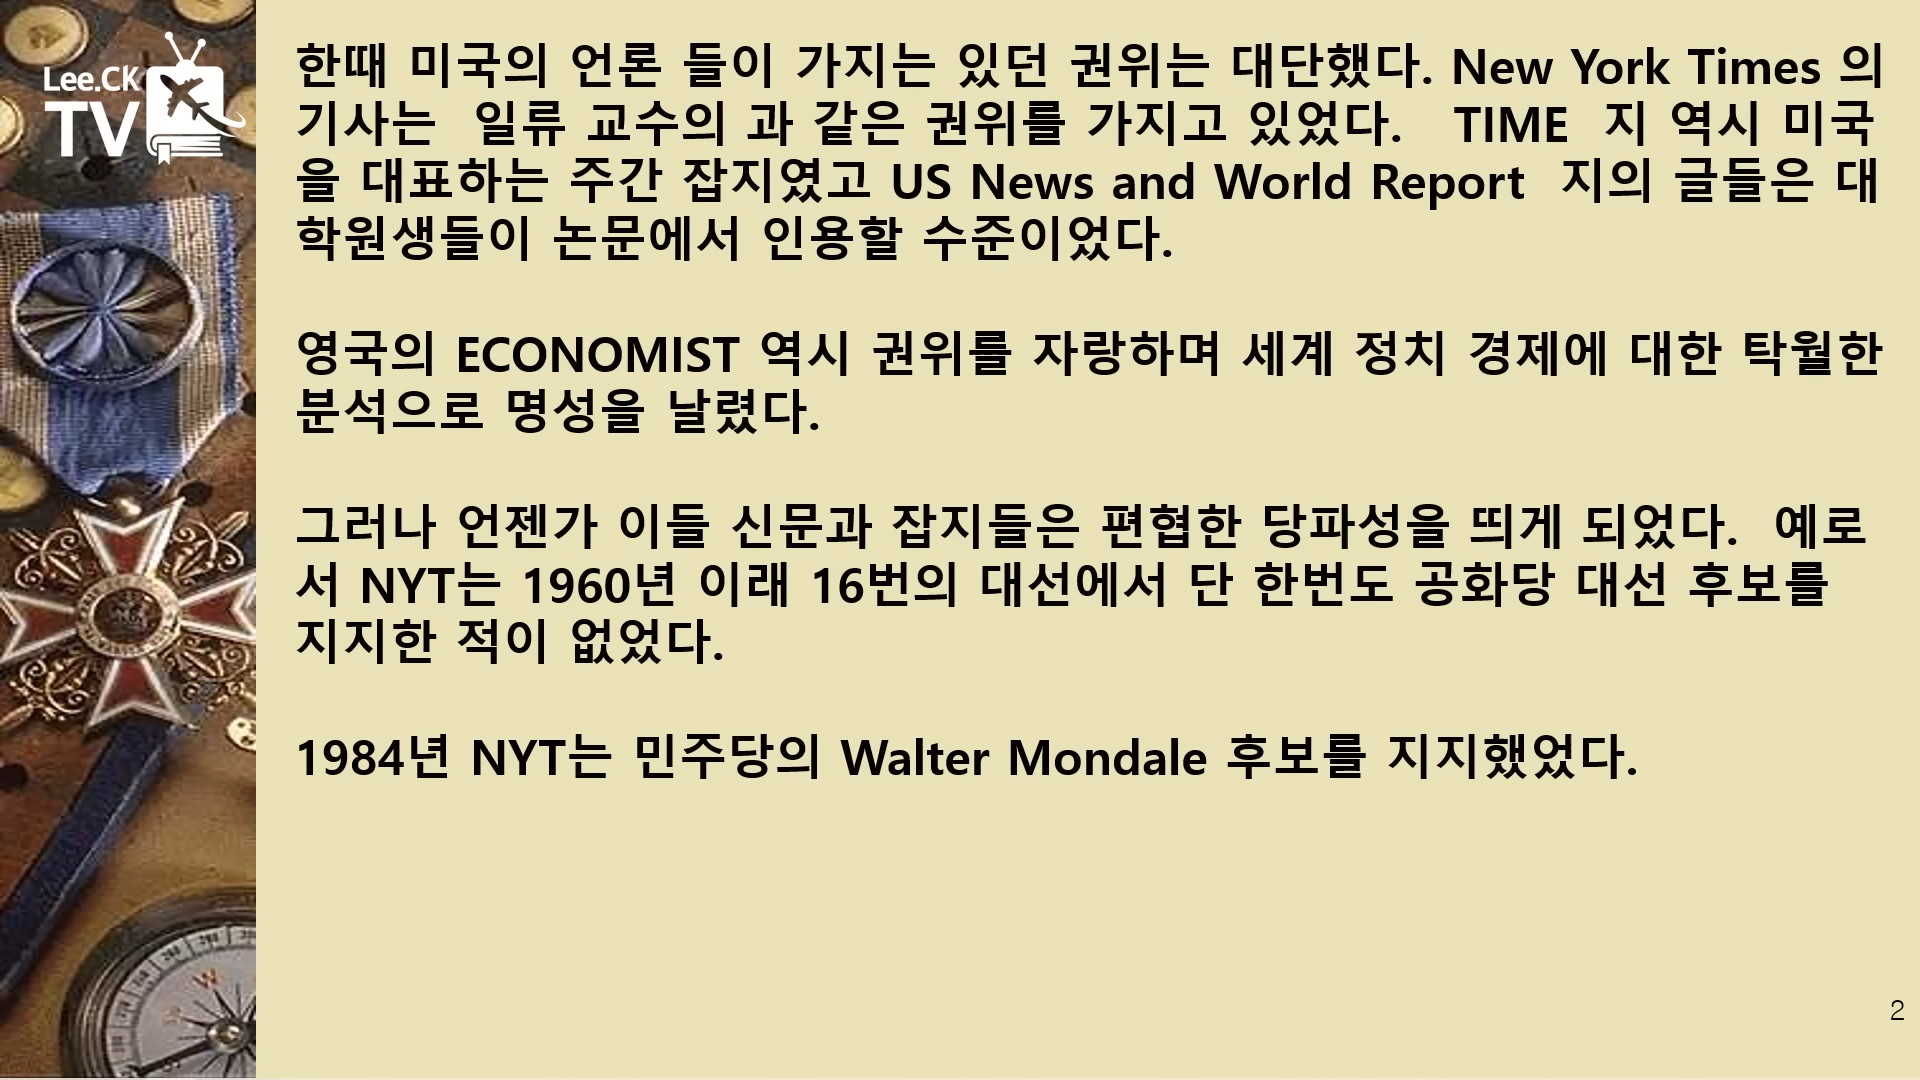 Lee.CK
TV
한때 미국의 언론 들이 가지는 있던 권위는 대단했다. New York Times 의
기사는 일류 교수의 과 같은 권위를 가지고 있었다. TIME 지 역시 미국
을 대표하는 주간 잡지였고 US News and World Report 지의 글들은 대
학원생들이 논문에서 인용할 수준이었다.
영국의 ECONOMIST 역시 권위를 자랑하며 세계 정치 경제에 대한 탁월한
분석으로 명성을 날렸다.
그러나 언젠가 이들 신문과 잡지들은 편협한 당파성을 띄게 되었다. 예로
서 NYT는 1960년 이래 16번의 대선에서 단 한번도 공화당 대선 후보를
지지한 적이 없었다.
1984년 NYT는 민주당의 Walter Mondale 후보를 지지했었다.
W
2